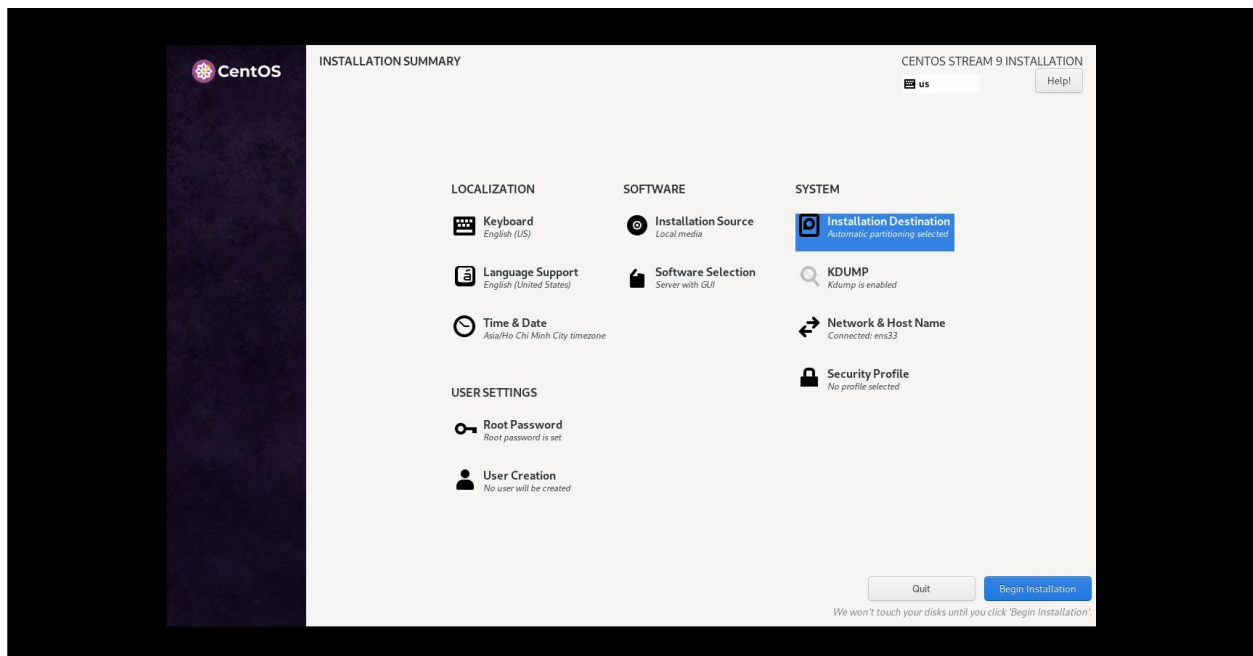 CentOS
INSTALLATION SUMMARY
CENTOS STREAM 9 INSTALLATION
us
Help!
LOCALIZATION
Keyboard
English (US)
Language Support
English (United States)
Time & Date
Asia/Ho Chi Minh City timezone
SOFTWARE
Installation Source
Local media
Software Selection
Server with GUI
SYSTEM
Installation Destination
Automatic partitioning selected
KDUMP
Kdump is enabled
Network & Host Name
Connected: ens33
Security Profile
No profile selected
USER SETTINGS
Root Password
Root password is set
User Creation
No user will be created
Quit
Begin Installation
We won't touch your disks until you click 'Begin Installation'.